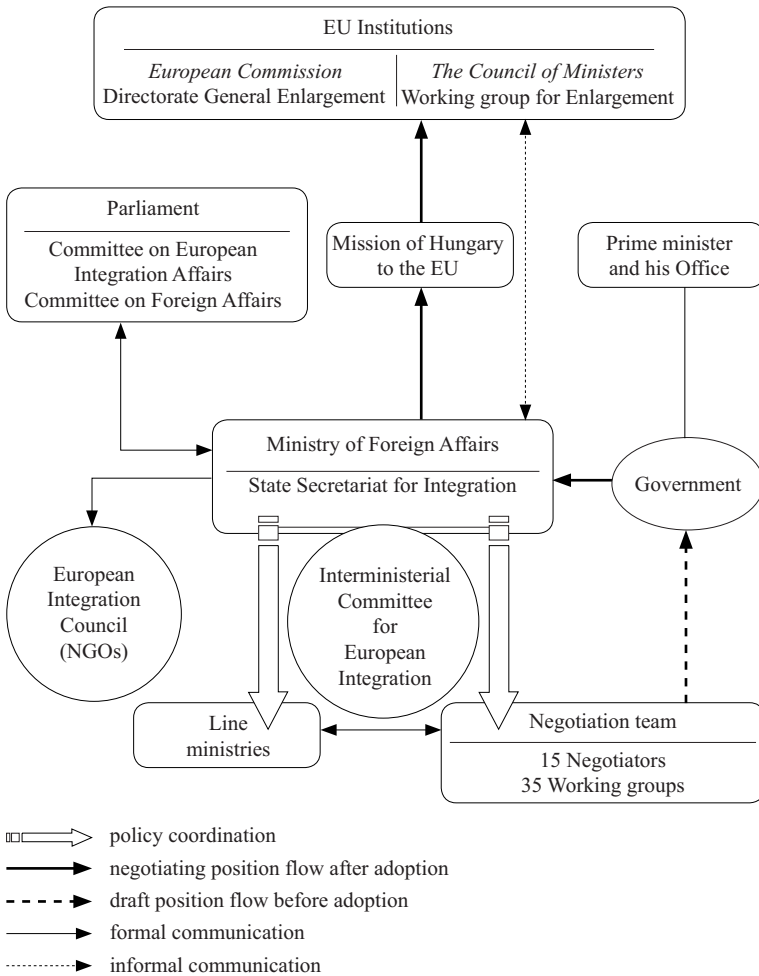 EU Institutions
European Commission
Directorate General Enlargement
The Council of Ministers
Working group for Enlargement
Parliament
Committee on European
Integration Affairs
Committee on Foreign Affairs
Mission of Hungary
to the EU
Prime minister
and his Office
Ministry of Foreign Affairs
State Secretariat for Integration
Government
European
Integration
Council
(NGOs)
Interministerial
Committee
for
European
Integration
Line
ministries
Negotiation team
15 Negotiators
35 Working groups
policy coordination
negotiating position flow after adoption
draft position flow before adoption
formal communication
informal communication